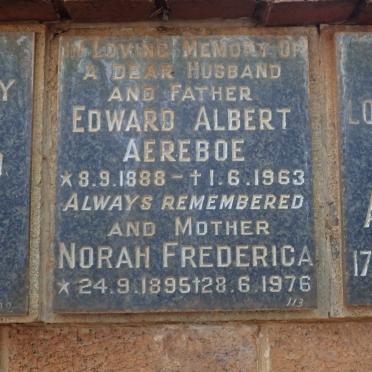 IN LOVING MEMORY OF
A DEAR HUSBAND
AND FATHER
EDWARD ALBERT
AEREBOE
* 8.9.1888 – † 1.6.1963
ALWAYS REMEMBERED
AND MOTHER
NORAH FREDERICA
* 24.9.1895 † 28.6.1976
113